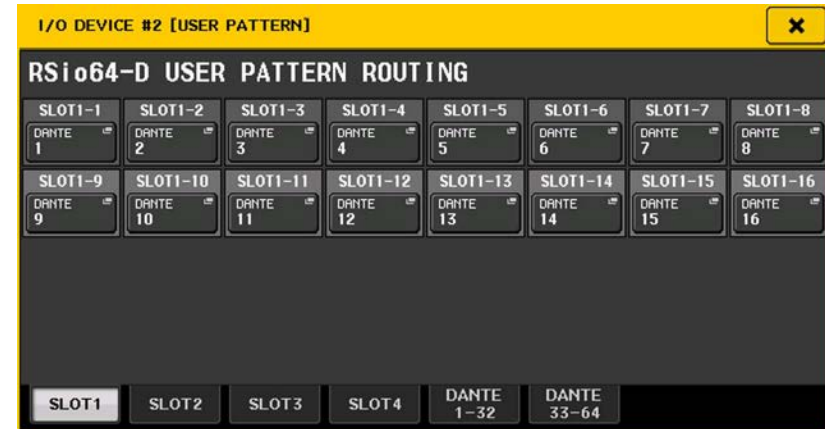 I/O DEVICE #2 [USER PATTERN]
RSio64-D USER PATTERN ROUTING
SLOT1-1 SLOT1-2 SLOT1-3 SLOT1-4 SLOT1-5 SLOT1-6 SLOT1-7 SLOT1-8
DANTE DANTE DANTE DANTE DANTE DANTE DANTE DANTE
1 2 3 4 5 6 7 8
SLOT1-9 SLOT1-10 SLOT1-11 SLOT1-12 SLOT1-13 SLOT1-14 SLOT1-15 SLOT1-16
DANTE DANTE DANTE DANTE DANTE DANTE DANTE DANTE
9 10 11 12 13 14 15 16
SLOT1 SLOT2 SLOT3 SLOT4 DANTE 1-32 DANTE 33-64